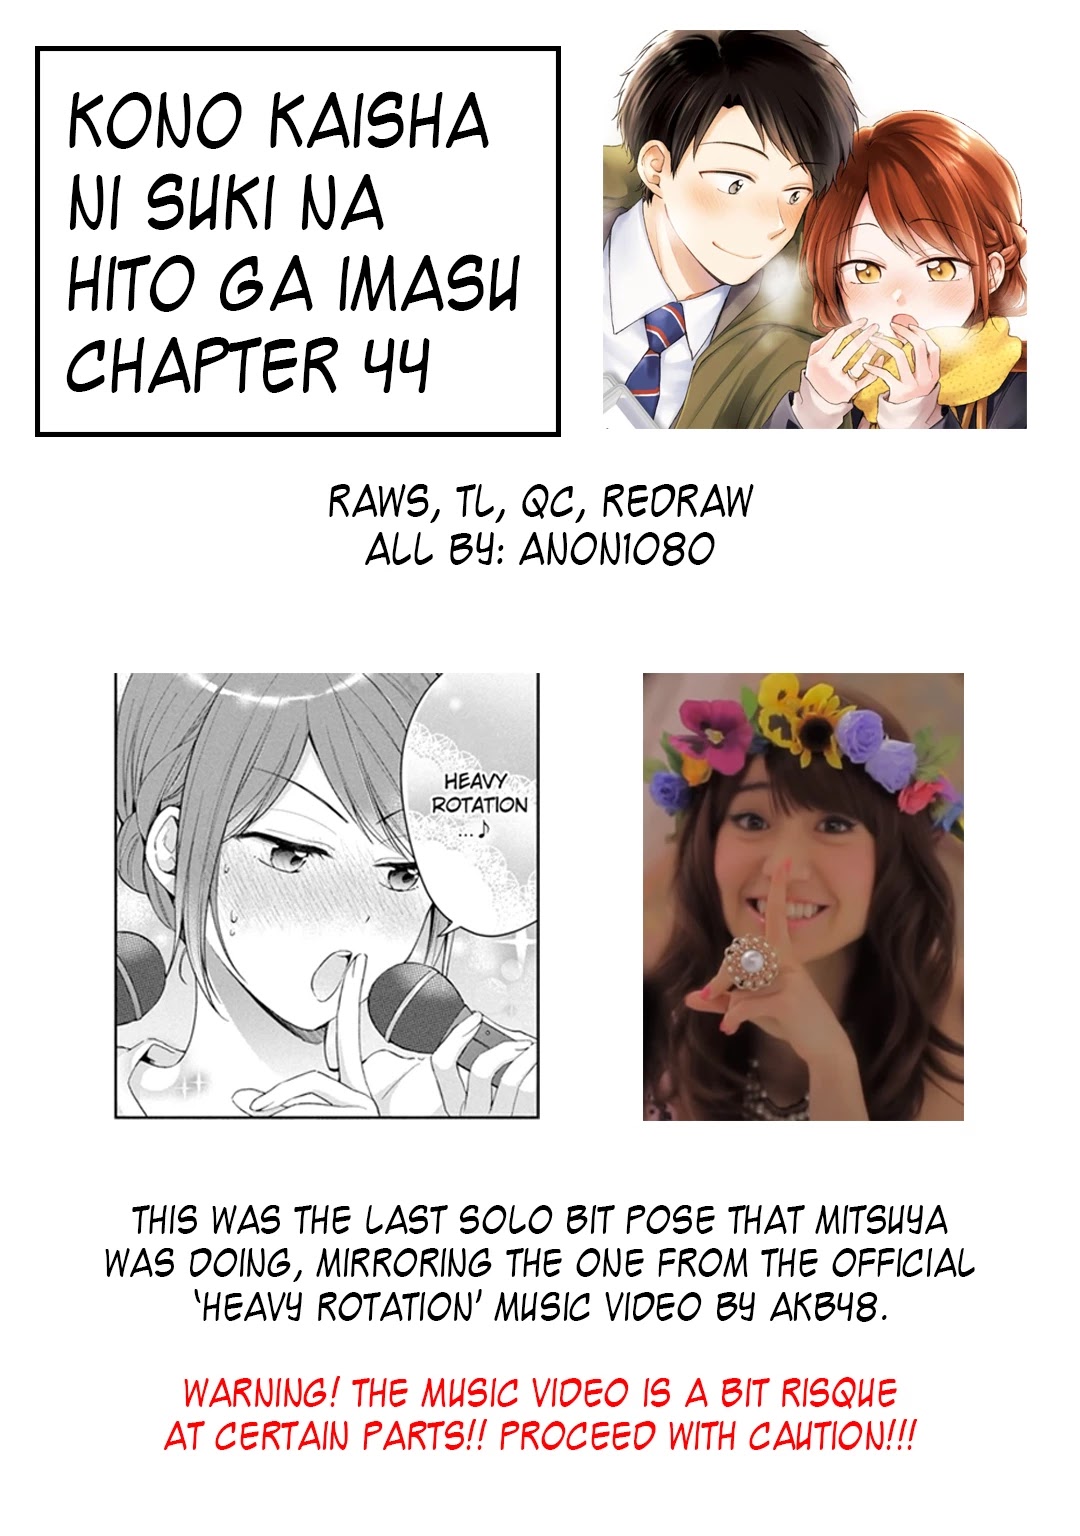 KONO KAISHA
NI SUKI NA
HITO GA IMASU
CHAPTER 44
RAWS, TL, QC, REDRAW
ALL BY: ANON1080
HEAVY
ROTATION
...♪
THIS WAS THE LAST SOLO BIT POSE THAT MITSUYA
WAS DOING, MIRRORING THE ONE FROM THE OFFICIAL
'HEAVY ROTATION' MUSIC VIDEO BY AKB48.
WARNING! THE MUSIC VIDEO IS A BIT RISQUE
AT CERTAIN PARTS!! PROCEED WITH CAUTION!!!